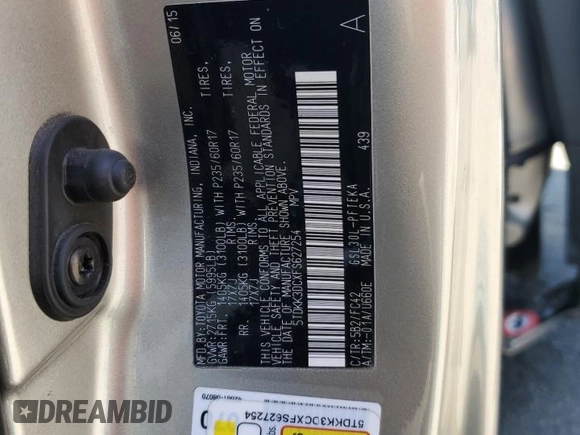 MFD. BY: TOYOTA MOTOR MANUFACTURING, INDIANA, INC. 06/15
GVWR: 2715KG (5995LB)
GAWR: FRT. 1405KG (3100LB) WITH P235/60R17 TIRES,
17X7J RIMS,
RR. 1405KG (3100LB) WITH P235/60R17 TIRES,
17X7J RIMS,
THIS VEHICLE CONFORMS TO ALL APPLICABLE FEDERAL MOTOR
VEHICLE SAFETY AND THEFT PREVENTION STANDARDS IN EFFECT ON
THE DATE OF MANUFACTURE SHOWN ABOVE.
5TDKK3DCXFS627254 MPV
A
C/TR:5B2/FC42 GSL30L-PFTEKA
A/TM:-01A/U660E MADE IN U.S.A. 439
5TDKK3DCXFS627254
AUTOBIDMASTER